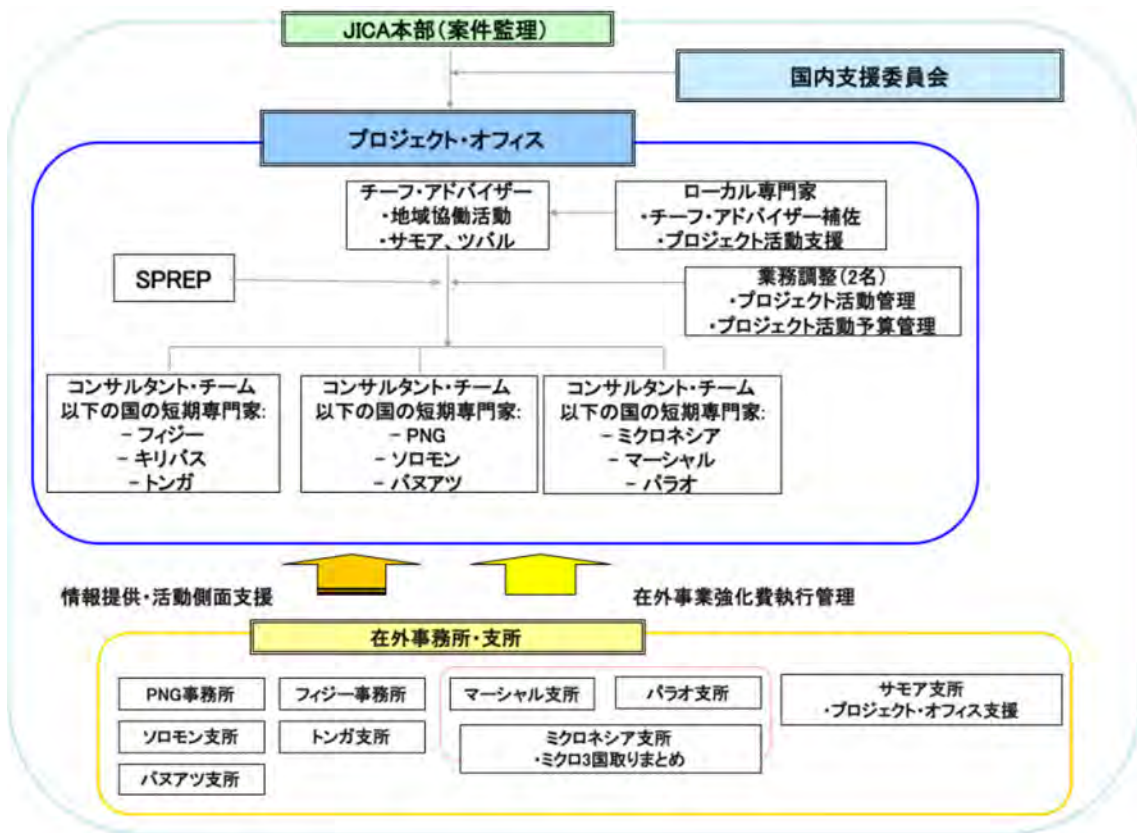 JICA本部(案件監理)
国内支援委員会
プロジェクト・オフィス
チーフ・アドバイザー
・地域協働活動
・サモア、ツバル
ローカル専門家
・チーフ・アドバイザー補佐
・プロジェクト活動支援
SPREP
業務調整(2名)
・プロジェクト活動管理
・プロジェクト活動予算管理
コンサルタント・チーム
以下の国の短期専門家:
- フィジー
- キリバス
- トンガ
コンサルタント・チーム
以下の国の短期専門家:
- PNG
- ソロモン
- バヌアツ
コンサルタント・チーム
以下の国の短期専門家:
- ミクロネシア
- マーシャル
- パラオ
情報提供・活動側面支援
在外事業強化費執行管理
在外事務所・支所
PNG事務所
フィジー事務所
マーシャル支所
パラオ支所
サモア支所
・プロジェクト・オフィス支援
ソロモン支所
トンガ支所
ミクロネシア支所
・ミクロ3国取りまとめ
バヌアツ支所